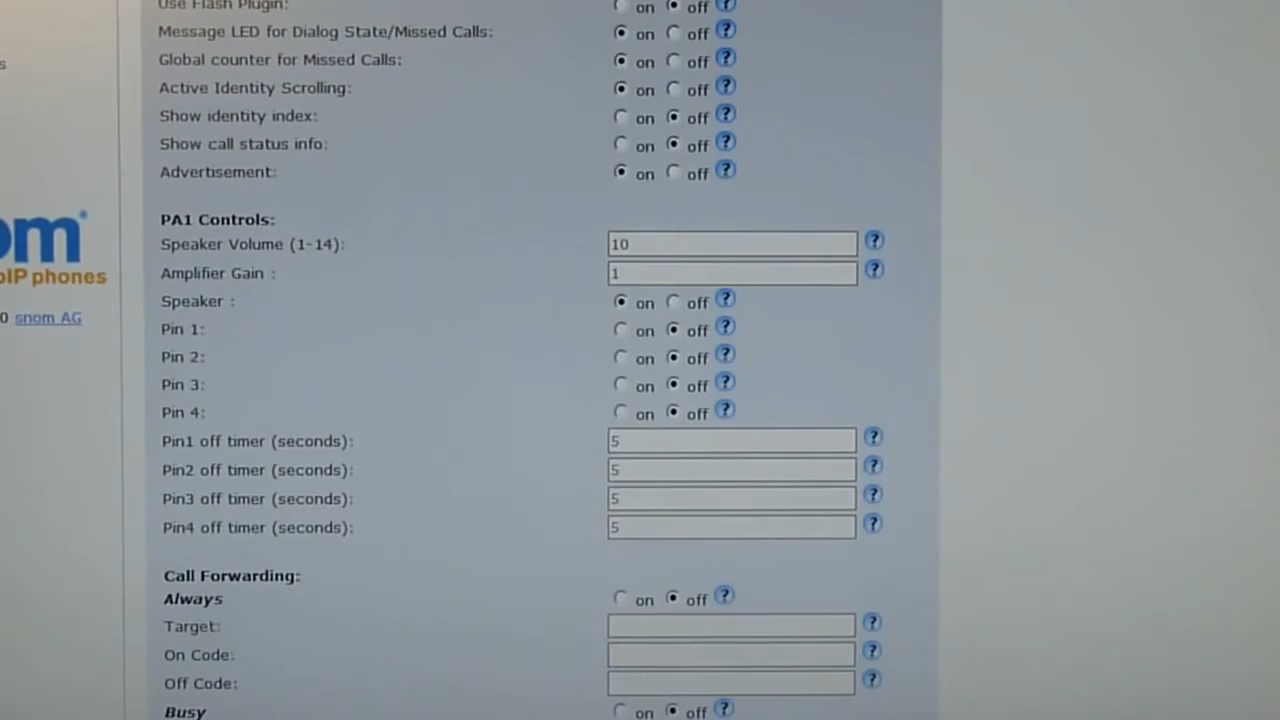 Use Flash Plugin: on off ?
Message LED for Dialog State/Missed Calls: on off ?
Global counter for Missed Calls: on off ?
s
Active Identity Scrolling: on off ?
Show identity index: on off ?
Show call status info: on off ?
Advertisement: on off ?
PA1 Controls:
om
Speaker Volume (1-14): 10 ?
oIP phones
Amplifier Gain : 1 ?
Speaker : on off ?
0 snom AG
Pin 1: on off ?
Pin 2: on off ?
Pin 3: on off ?
Pin 4: on off ?
Pin1 off timer (seconds): 5 ?
Pin2 off timer (seconds): 5 ?
Pin3 off timer (seconds): 5 ?
Pin4 off timer (seconds): 5 ?
Call Forwarding:
Always on off ?
Target: ?
On Code: ?
Off Code: ?
Busy on off ?